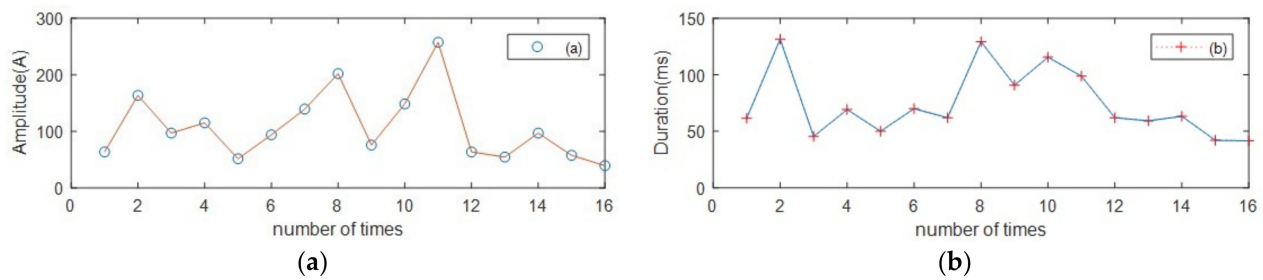 300
200
100
0
Amplitude(A)
0 2 4 6 8 10 12 14 16
number of times
(a)
(a)
150
100
50
0
Duration(ms)
0 2 4 6 8 10 12 14 16
number of times
(b)
(b)